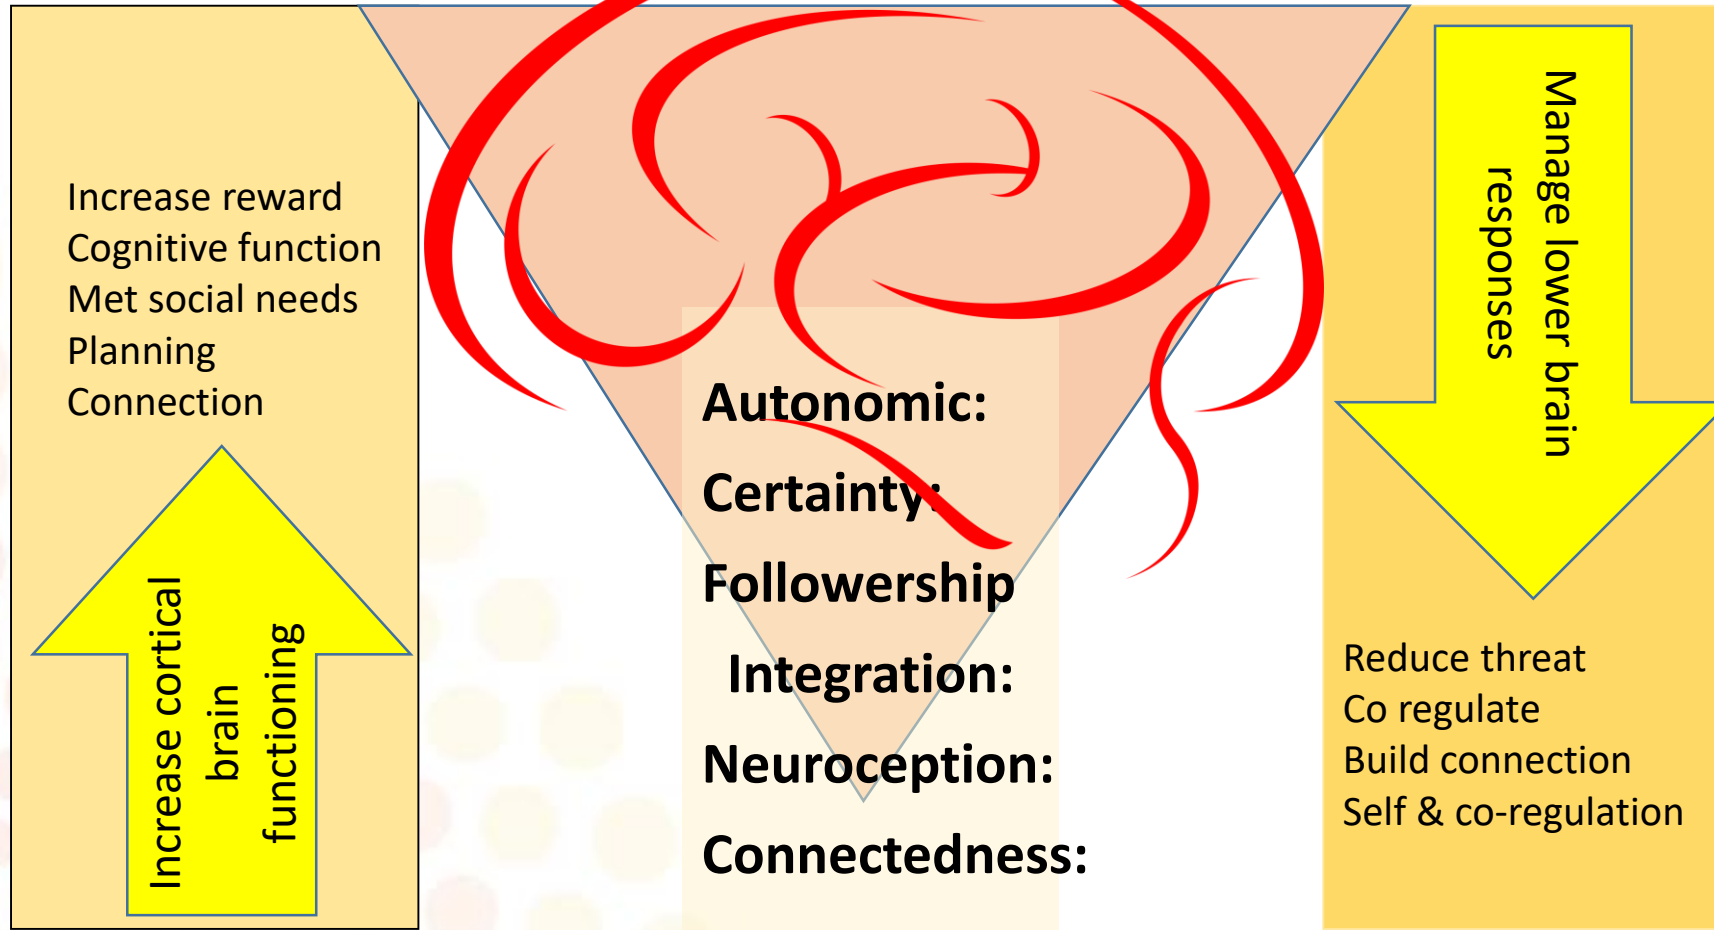 Increase reward
Cognitive function
Met social needs
Planning
Connection
Increase cortical
brain
functioning
Autonomic:
Certainty:
Followership
Integration:
Neuroception:
Connectedness:
Manage lower brain
responses
Reduce threat
Co regulate
Build connection
Self & co-regulation